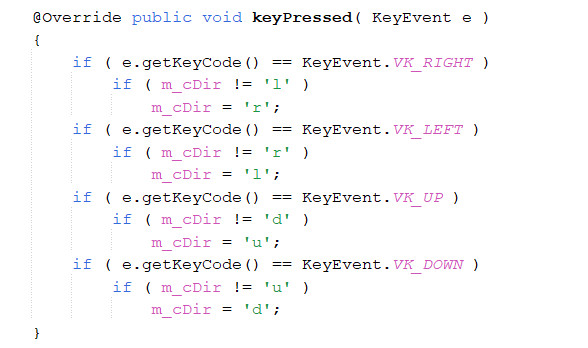 @Override public void keyPressed( KeyEvent e )
{
    if ( e.getKeyCode() == KeyEvent.VK_RIGHT )
        if ( m_cDir != 'l' )
            m_cDir = 'r';
    if ( e.getKeyCode() == KeyEvent.VK_LEFT )
        if ( m_cDir != 'r' )
            m_cDir = 'l';
    if ( e.getKeyCode() == KeyEvent.VK_UP )
        if ( m_cDir != 'd' )
            m_cDir = 'u';
    if ( e.getKeyCode() == KeyEvent.VK_DOWN )
        if ( m_cDir != 'u' )
            m_cDir = 'd';
}